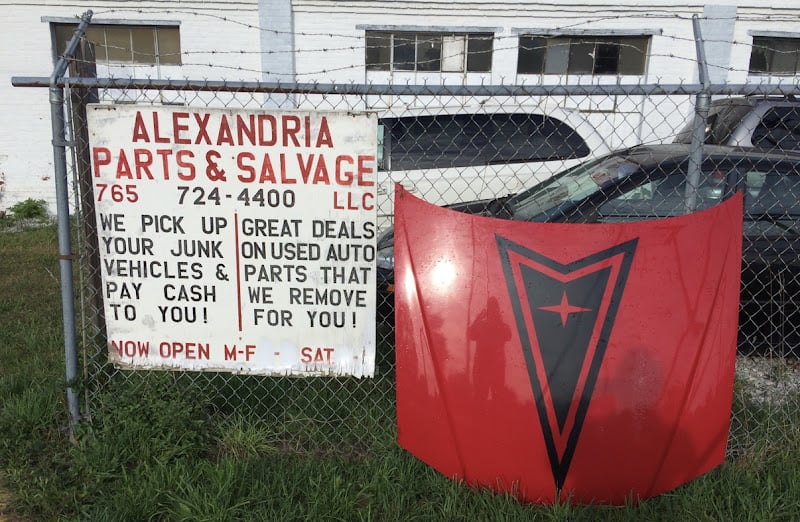 ALEXANDRIA
PARTS & SALVAGE
765 724-4400 LLC
WE PICK UP
YOUR JUNK
VEHICLES &
PAY CASH
TO YOU!
GREAT DEALS
ON USED AUTO
PARTS THAT
WE REMOVE
FOR YOU!
NOW OPEN M-F - SAT